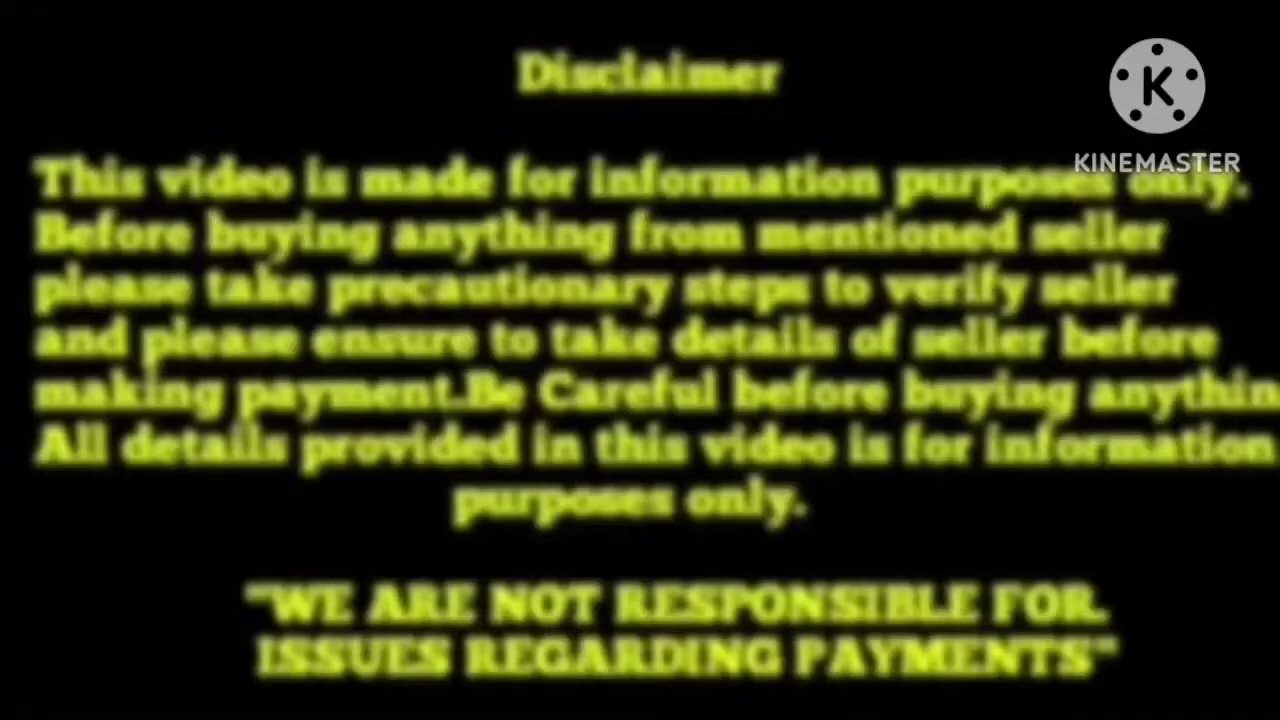 Disclaimer
KINEMASTER
This video is made for information purposes only.
Before buying anything from mentioned seller
please take precautionary steps to verify seller
and please ensure to take details of seller before
making payment.Be Careful before buying anythin
All details provided in this video is for information
purposes only.
"WE ARE NOT RESPONSIBLE FOR.
ISSUES REGARDING PAYMENTS"